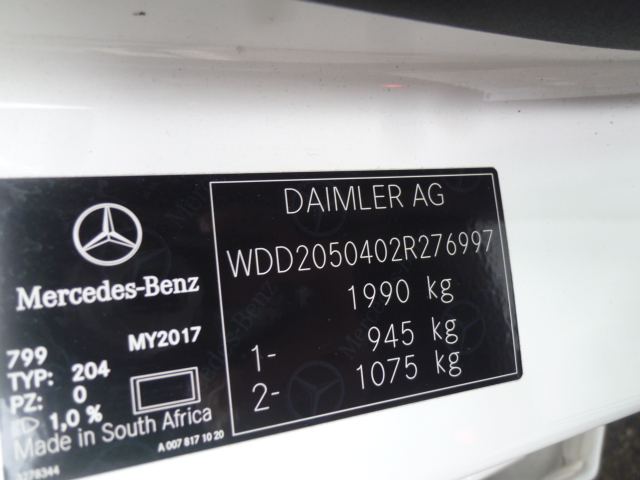 DAIMLER AG
WDD2050402R276997
1990 kg
1- 945 kg
2- 1075 kg
Mercedes-Benz
799 MY2017
TYP: 204
PZ: 0
1,0 %
Made in South Africa
A 007 817 10 20